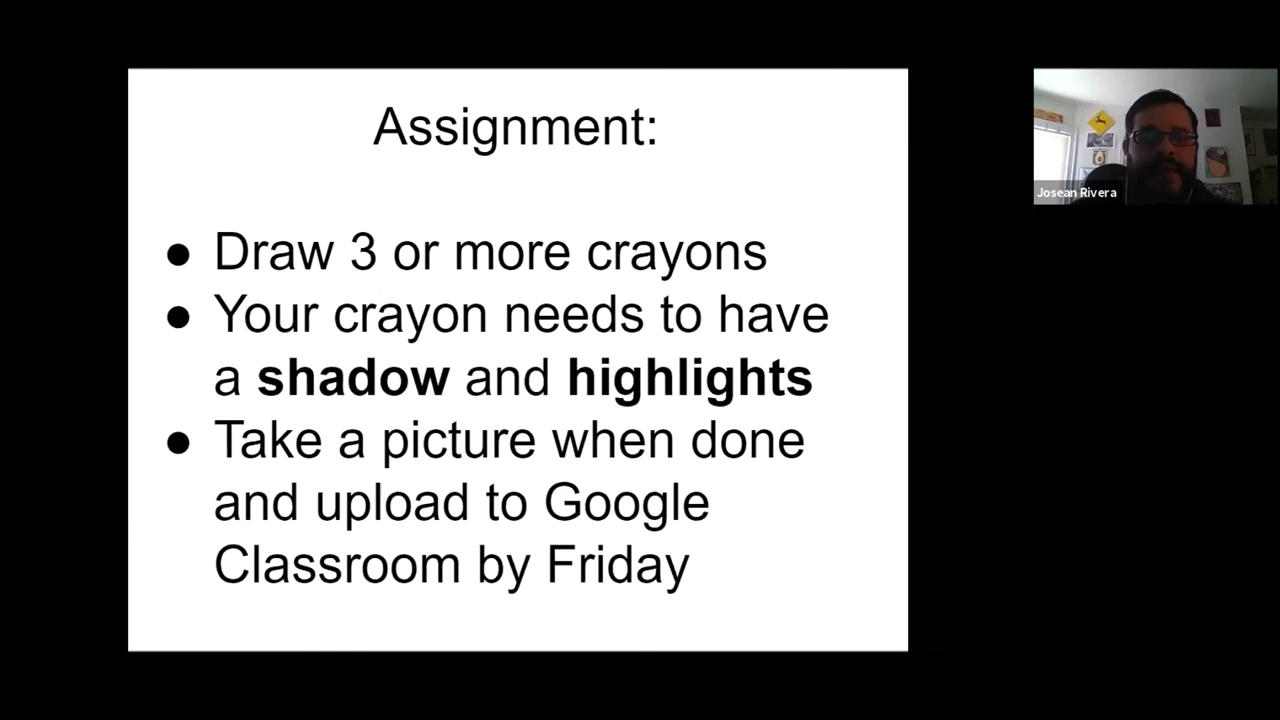 Assignment:
● Draw 3 or more crayons
● Your crayon needs to have
a shadow and highlights
● Take a picture when done
and upload to Google
Classroom by Friday
Josean Rivera